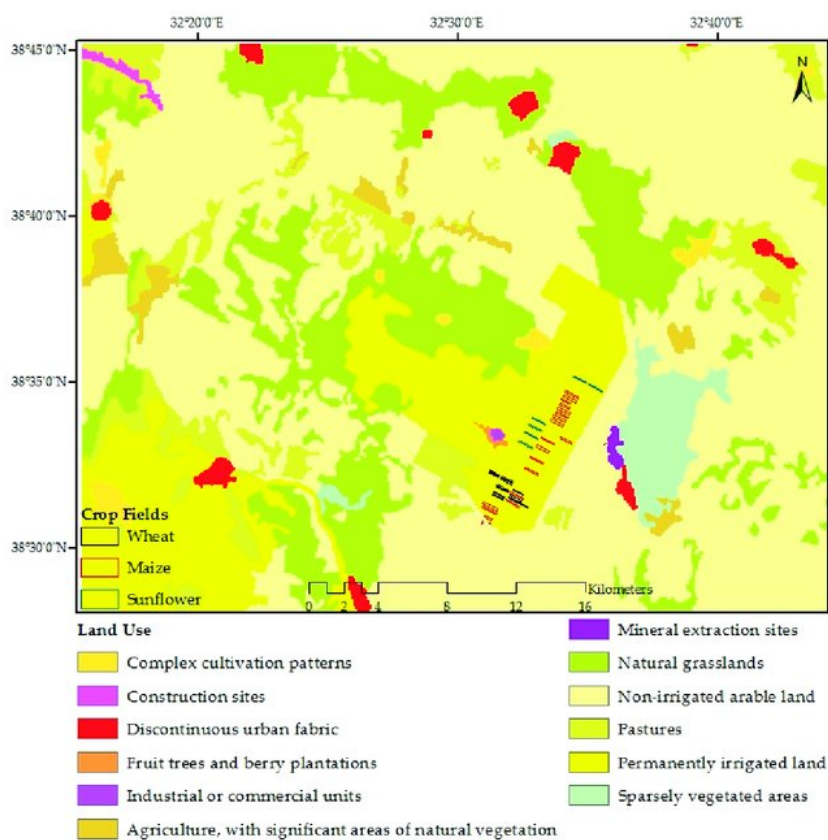 32°20'0"E 32°30'0"E 32°40'0"E
38°45'0"N
N
38°40'0"N
38°35'0"N
38°30'0"N
Crop Fields
Wheat
Maize
Sunflower
Kilometers
0 2 4 8 12 16
Land Use
Complex cultivation patterns
Construction sites
Discontinuous urban fabric
Fruit trees and berry plantations
Industrial or commercial units
Agriculture, with significant areas of natural vegetation
Mineral extraction sites
Natural grasslands
Non-irrigated arable land
Pastures
Permanently irrigated land
Sparsely vegetated areas